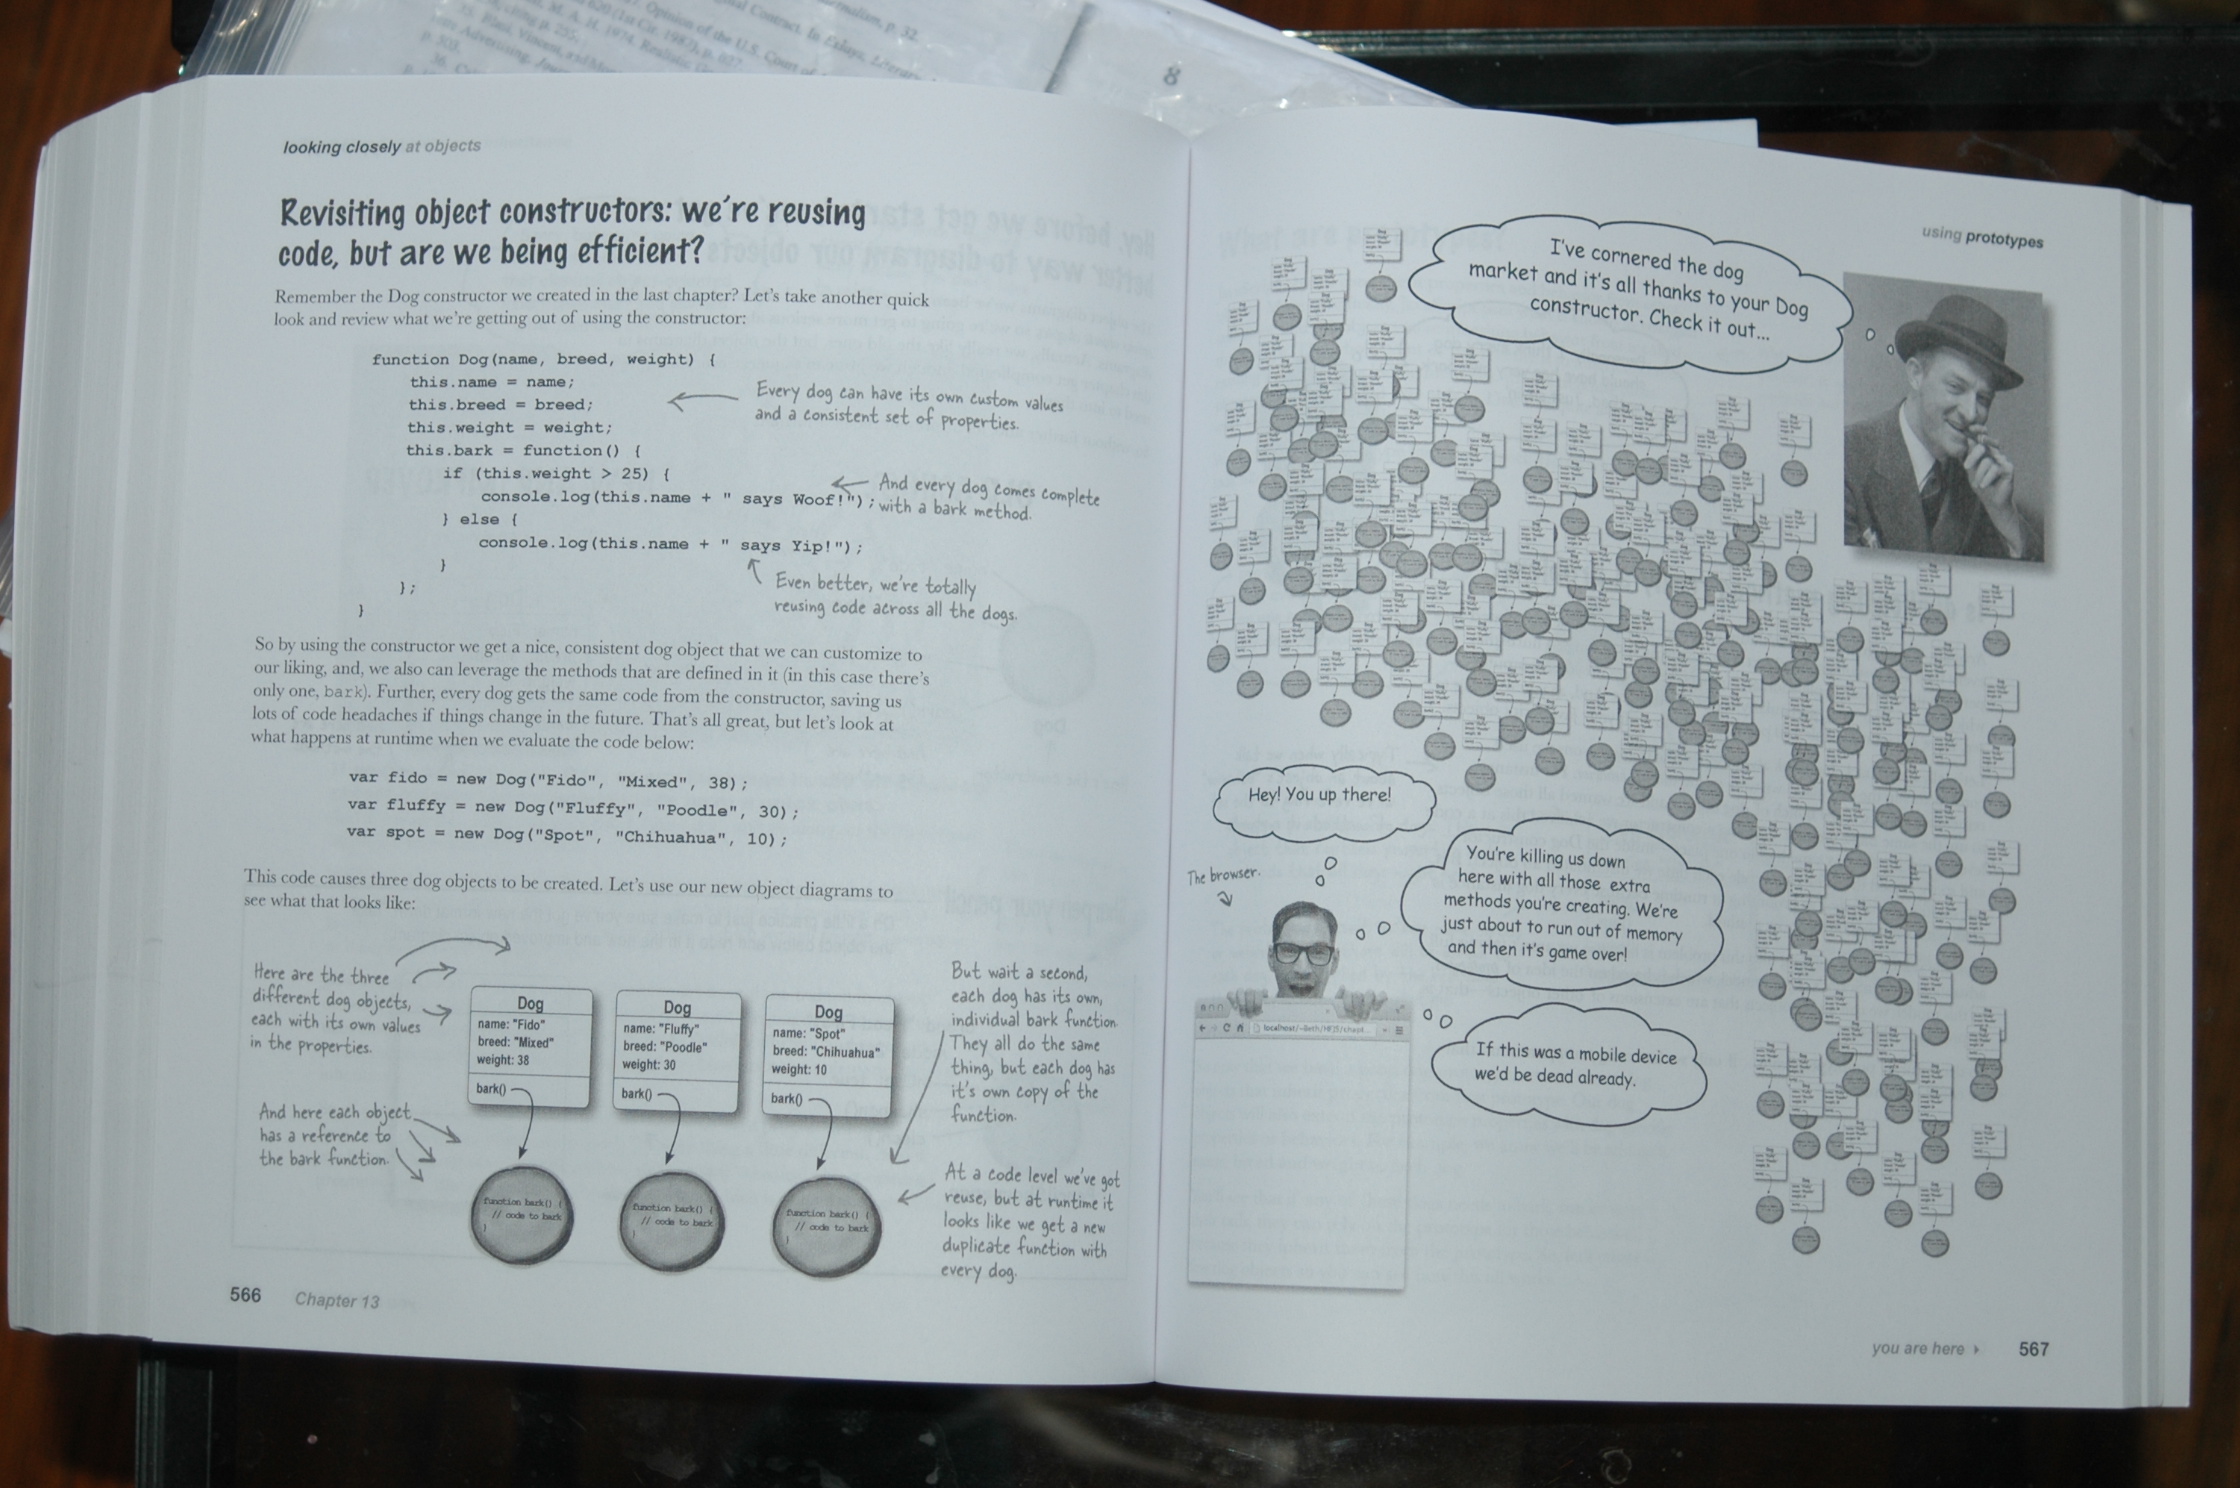 rnalism, p. 32.
Opinion of the U.S. Court of
Contract. In Essays, Literary,
8
looking closely at objects
Revisiting object constructors: we're reusing
code, but are we being efficient?
Remember the Dog constructor we created in the last chapter? Let's take another quick
look and review what we're getting out of using the constructor:
function Dog(name, breed, weight) {
this.name = name;
this.breed = breed;
this.weight = weight;
this.bark = function() {
if (this.weight > 25) {
console.log(this.name + " says Woof!");
} else {
console.log(this.name + " says Yip!");
}
};
}
Every dog can have its own custom values
and a consistent set of properties.
And every dog comes complete
with a bark method.
Even better, we're totally
reusing code across all the dogs.
So by using the constructor we get a nice, consistent dog object that we can customize to
our liking, and, we also can leverage the methods that are defined in it (in this case there's
only one, bark). Further, every dog gets the same code from the constructor, saving us
lots of code headaches if things change in the future. That's all great, but let's look at
what happens at runtime when we evaluate the code below:
var fido = new Dog("Fido", "Mixed", 38);
var fluffy = new Dog("Fluffy", "Poodle", 30);
var spot = new Dog("Spot", "Chihuahua", 10);
This code causes three dog objects to be created. Let's use our new object diagrams to
see what that looks like:
Here are the three
different dog objects,
each with its own values
in the properties.
And here each object
has a reference to
the bark function.
Dog
name: "Fido"
breed: "Mixed"
weight: 38
bark()
function bark() {
// code to bark
}
Dog
name: "Fluffy"
breed: "Poodle"
weight: 30
bark()
function bark() {
// code to bark
}
Dog
name: "Spot"
breed: "Chihuahua"
weight: 10
bark()
function bark() {
// code to bark
}
But wait a second,
each dog has its own,
individual bark function.
They all do the same
thing, but each dog has
it's own copy of the
function.
At a code level we've got
reuse, but at runtime it
looks like we get a new
duplicate function with
every dog.
566 Chapter 13
using prototypes
I've cornered the dog
market and it's all thanks to your Dog
constructor. Check it out...
Hey! You up there!
The browser.
You're killing us down
here with all those extra
methods you're creating. We're
just about to run out of memory
and then it's game over!
localhost/~Beth/HFJS/chapt...
If this was a mobile device
we'd be dead already.
you are here 567